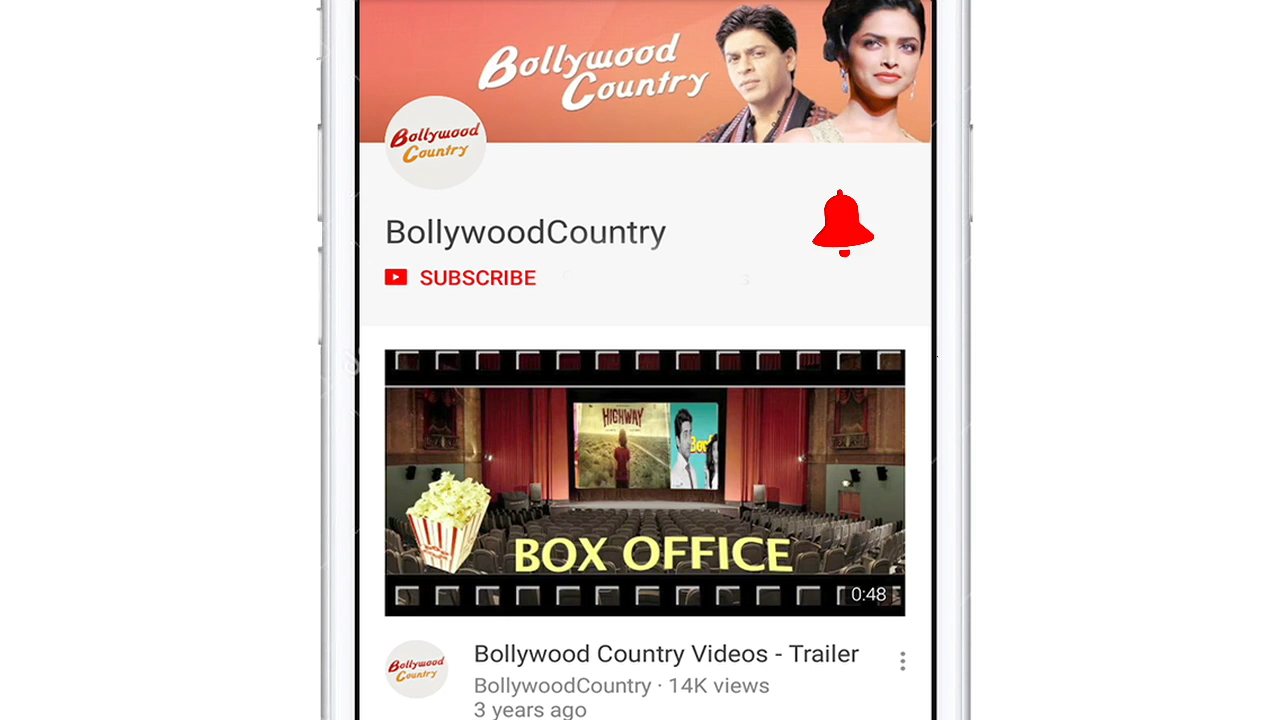 Bollywood
Country
Bollywood
Country
BollywoodCountry
SUBSCRIBE
HIGHWAY
BOX OFFICE
0:48
Bollywood
Country
Bollywood Country Videos - Trailer
BollywoodCountry · 14K views
3 years ago